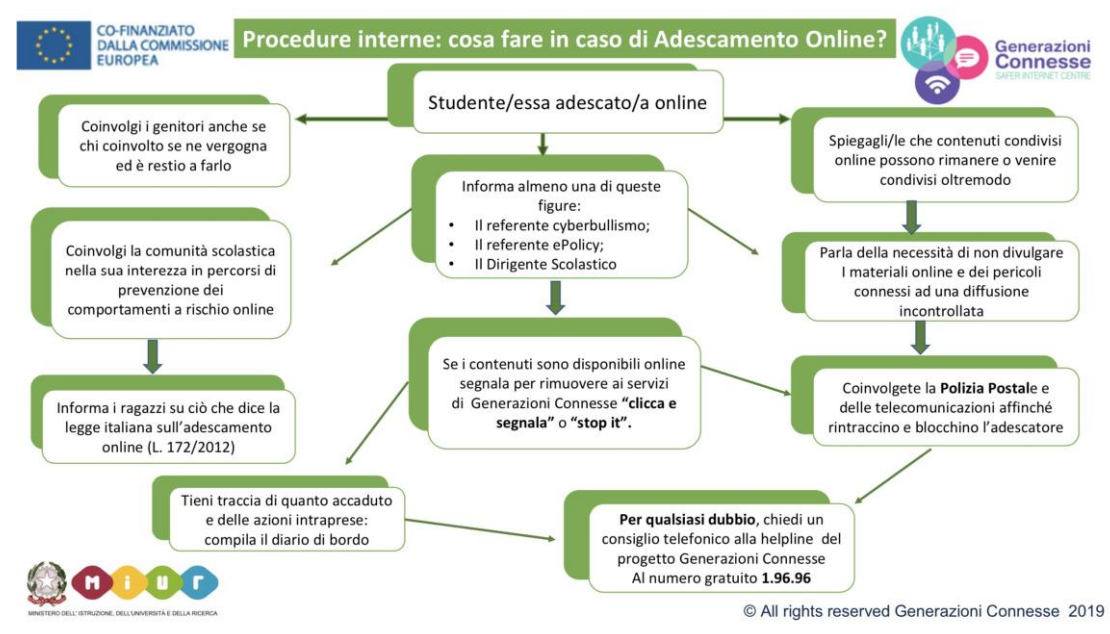 CO-FINANZIATO
DALLA COMMISSIONE
EUROPEA
Procedure interne: cosa fare in caso di Adescamento Online?
Generazioni
Connesse
SAFER INTERNET CENTRE
Studente/essa adescato/a online
Coinvolgi i genitori anche se
chi coinvolto se ne vergogna
ed è restio a farlo
Spiegagli/le che contenuti condivisi
online possono rimanere o venire
condivisi oltremodo
Informa almeno una di queste
figure:
• Il referente cyberbullismo;
• Il referente ePolicy;
• Il Dirigente Scolastico
Coinvolgi la comunità scolastica
nella sua interezza in percorsi di
prevenzione dei
comportamenti a rischio online
Parla della necessità di non divulgare
I materiali online e dei pericoli
connessi ad una diffusione
incontrollata
Se i contenuti sono disponibili online
segnala per rimuovere ai servizi
di Generazioni Connesse “clicca e
segnala” o “stop it”.
Informa i ragazzi su ciò che dice la
legge italiana sull’adescamento
online (L. 172/2012)
Coinvolgete la Polizia Postale e
delle telecomunicazioni affinché
rintraccino e blocchino l’adescatore
Tieni traccia di quanto accaduto
e delle azioni intraprese:
compila il diario di bordo
Per qualsiasi dubbio, chiedi un
consiglio telefonico alla helpline del
progetto Generazioni Connesse
Al numero gratuito 1.96.96
MIUR
MINISTERO DELL’ISTRUZIONE, DELL’UNIVERSITÀ E DELLA RICERCA
© All rights reserved Generazioni Connesse 2019